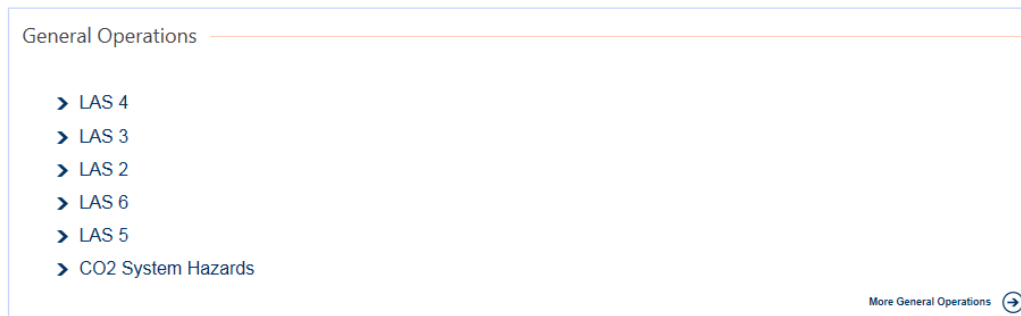 General Operations
LAS 4
LAS 3
LAS 2
LAS 6
LAS 5
CO2 System Hazards
More General Operations